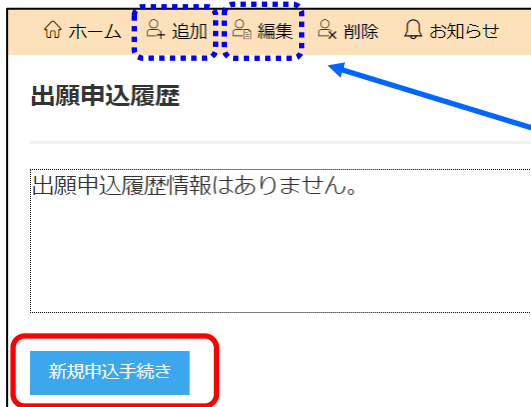 ホーム 追加 編集 削除 お知らせ
出願申込履歴
出願申込履歴情報はありません。
新規申込手続き